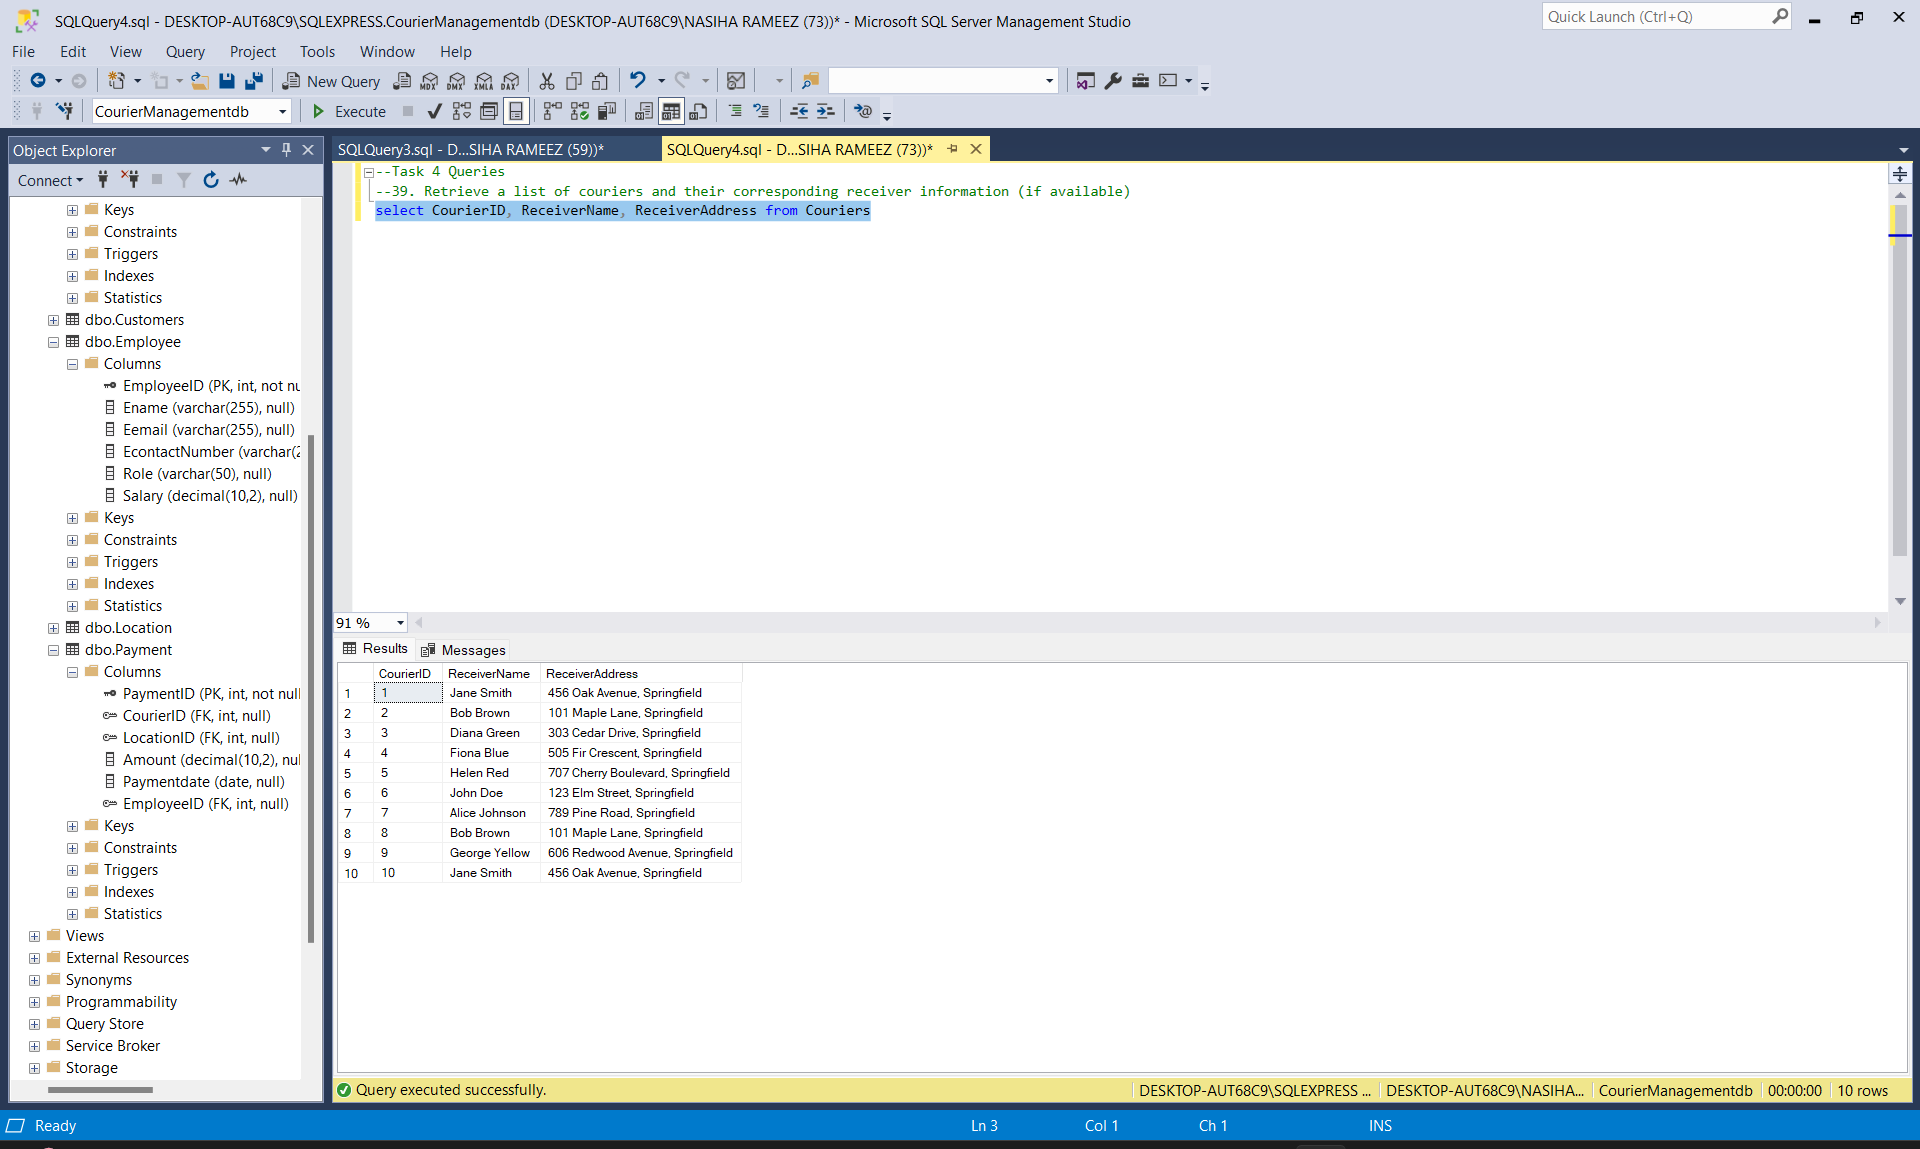 SQLQuery4.sql - DESKTOP-AUT68C9\SQLEXPRESS.CourierManagementdb (DESKTOP-AUT68C9\NASIHA RAMEEZ (73))* - Microsoft SQL Server Management Studio
Quick Launch (Ctrl+Q)
File Edit View Query Project Tools Window Help
New Query MDX DMX XMLA DAX
CourierManagementdb Execute
Object Explorer
SQLQuery3.sql - D...SIHA RAMEEZ (59))*
SQLQuery4.sql - D...SIHA RAMEEZ (73))*
Connect
Keys
Constraints
Triggers
Indexes
Statistics
dbo.Customers
dbo.Employee
Columns
EmployeeID (PK, int, not nu
Ename (varchar(255), null)
Eemail (varchar(255), null)
EcontactNumber (varchar(2
Role (varchar(50), null)
Salary (decimal(10,2), null)
Keys
Constraints
Triggers
Indexes
Statistics
dbo.Location
dbo.Payment
Columns
PaymentID (PK, int, not null
CourierID (FK, int, null)
LocationID (FK, int, null)
Amount (decimal(10,2), nul
Paymentdate (date, null)
EmployeeID (FK, int, null)
Keys
Constraints
Triggers
Indexes
Statistics
Views
External Resources
Synonyms
Programmability
Query Store
Service Broker
Storage
--Task 4 Queries
--39. Retrieve a list of couriers and their corresponding receiver information (if available)
select CourierID, ReceiverName, ReceiverAddress from Couriers
91 %
Results Messages
CourierID ReceiverName ReceiverAddress
1 1 Jane Smith 456 Oak Avenue, Springfield
2 2 Bob Brown 101 Maple Lane, Springfield
3 3 Diana Green 303 Cedar Drive, Springfield
4 4 Fiona Blue 505 Fir Crescent, Springfield
5 5 Helen Red 707 Cherry Boulevard, Springfield
6 6 John Doe 123 Elm Street, Springfield
7 7 Alice Johnson 789 Pine Road, Springfield
8 8 Bob Brown 101 Maple Lane, Springfield
9 9 George Yellow 606 Redwood Avenue, Springfield
10 10 Jane Smith 456 Oak Avenue, Springfield
Query executed successfully.
DESKTOP-AUT68C9\SQLEXPRESS ... DESKTOP-AUT68C9\NASIHA... CourierManagementdb 00:00:00 10 rows
Ready Ln 3 Col 1 Ch 1 INS